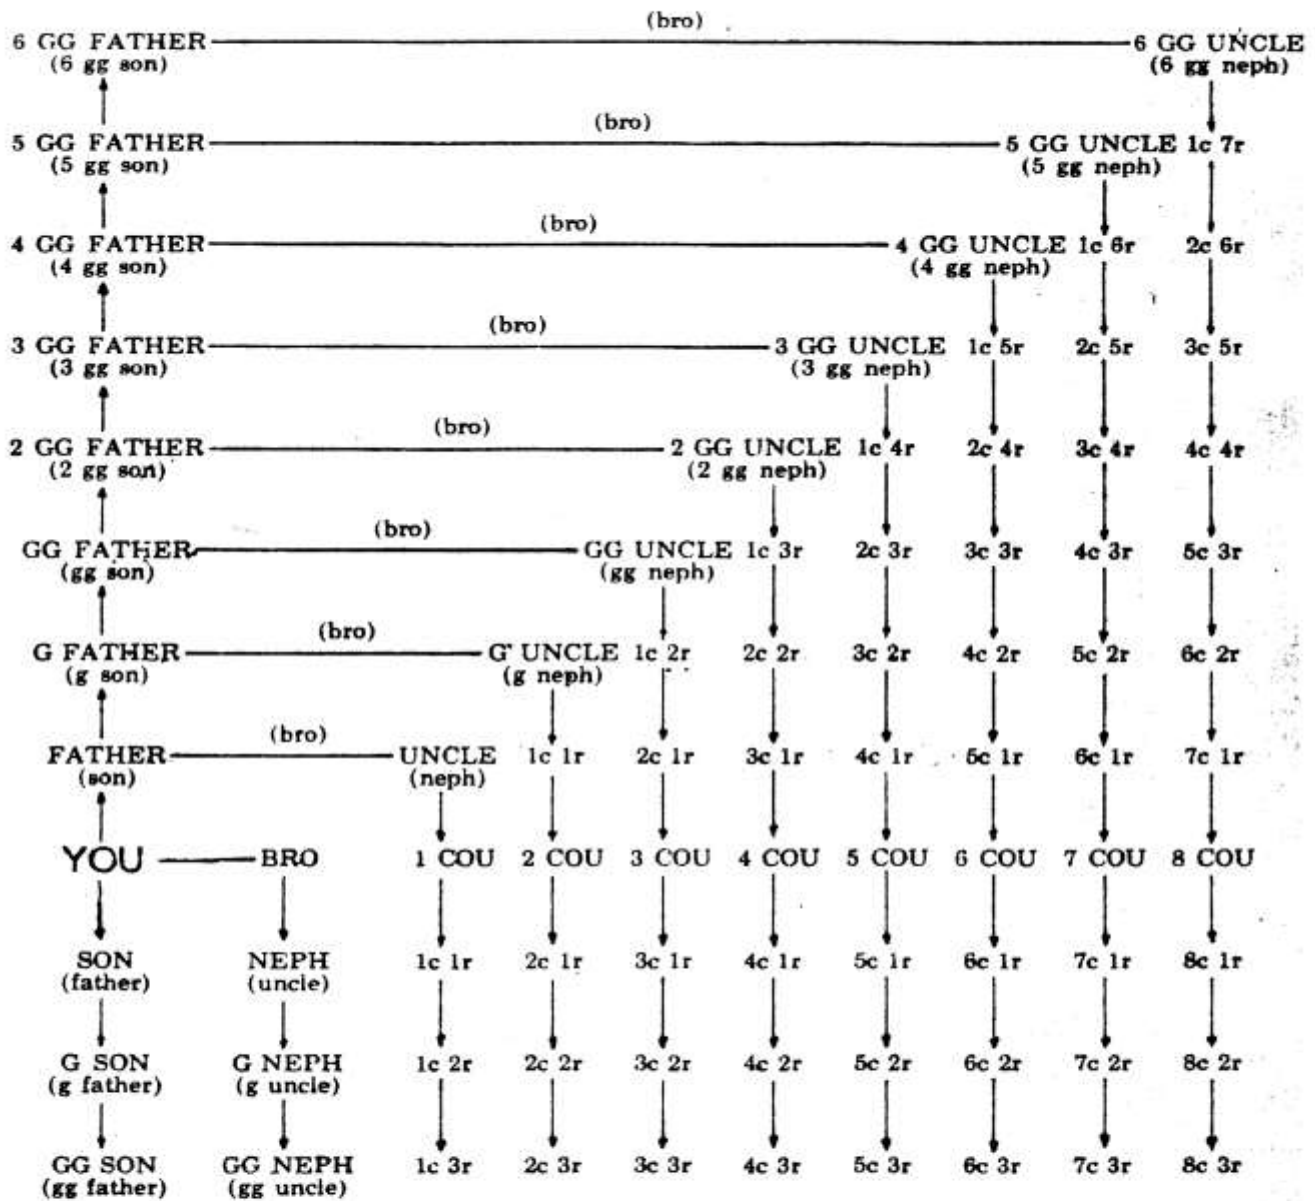 (bro)
6 GG FATHER 6 GG UNCLE
(6 gg son) (6 gg neph)
(bro)
5 GG FATHER 5 GG UNCLE 1c 7r
(5 gg son) (5 gg neph)
(bro)
4 GG FATHER 4 GG UNCLE 1c 6r 2c 6r
(4 gg son) (4 gg neph)
(bro)
3 GG FATHER 3 GG UNCLE 1c 5r 2c 5r 3c 5r
(3 gg son) (3 gg neph)
(bro)
2 GG FATHER 2 GG UNCLE 1c 4r 2c 4r 3c 4r 4c 4r
(2 gg son) (2 gg neph)
(bro)
GG FATHER GG UNCLE 1c 3r 2c 3r 3c 3r 4c 3r 5c 3r
(gg son) (gg neph)
(bro)
G FATHER G UNCLE 1c 2r 2c 2r 3c 2r 4c 2r 5c 2r 6c 2r
(g son) (g neph)
(bro)
FATHER UNCLE 1c 1r 2c 1r 3c 1r 4c 1r 5c 1r 6c 1r 7c 1r
(son) (neph)
YOU BRO 1 COU 2 COU 3 COU 4 COU 5 COU 6 COU 7 COU 8 COU
SON NEPH 1c 1r 2c 1r 3c 1r 4c 1r 5c 1r 6c 1r 7c 1r 8c 1r
(father) (uncle)
G SON G NEPH 1c 2r 2c 2r 3c 2r 4c 2r 5c 2r 6c 2r 7c 2r 8c 2r
(g father) (g uncle)
GG SON GG NEPH 1c 3r 2c 3r 3c 3r 4c 3r 5c 3r 6c 3r 7c 3r 8c 3r
(gg father) (gg uncle)